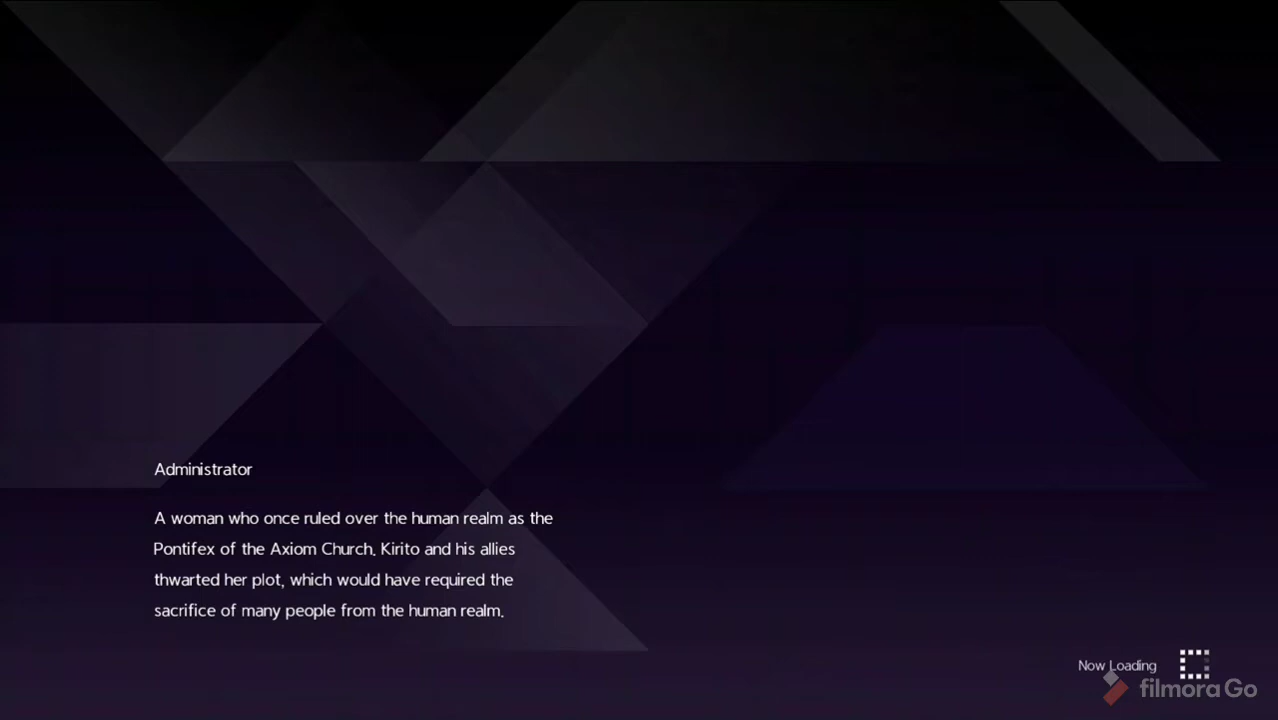 Administrator
A woman who once ruled over the human realm as the
Pontifex of the Axiom Church. Kirito and his allies
thwarted her plot, which would have required the
sacrifice of many people from the human realm.
Now Loading
filmora Go